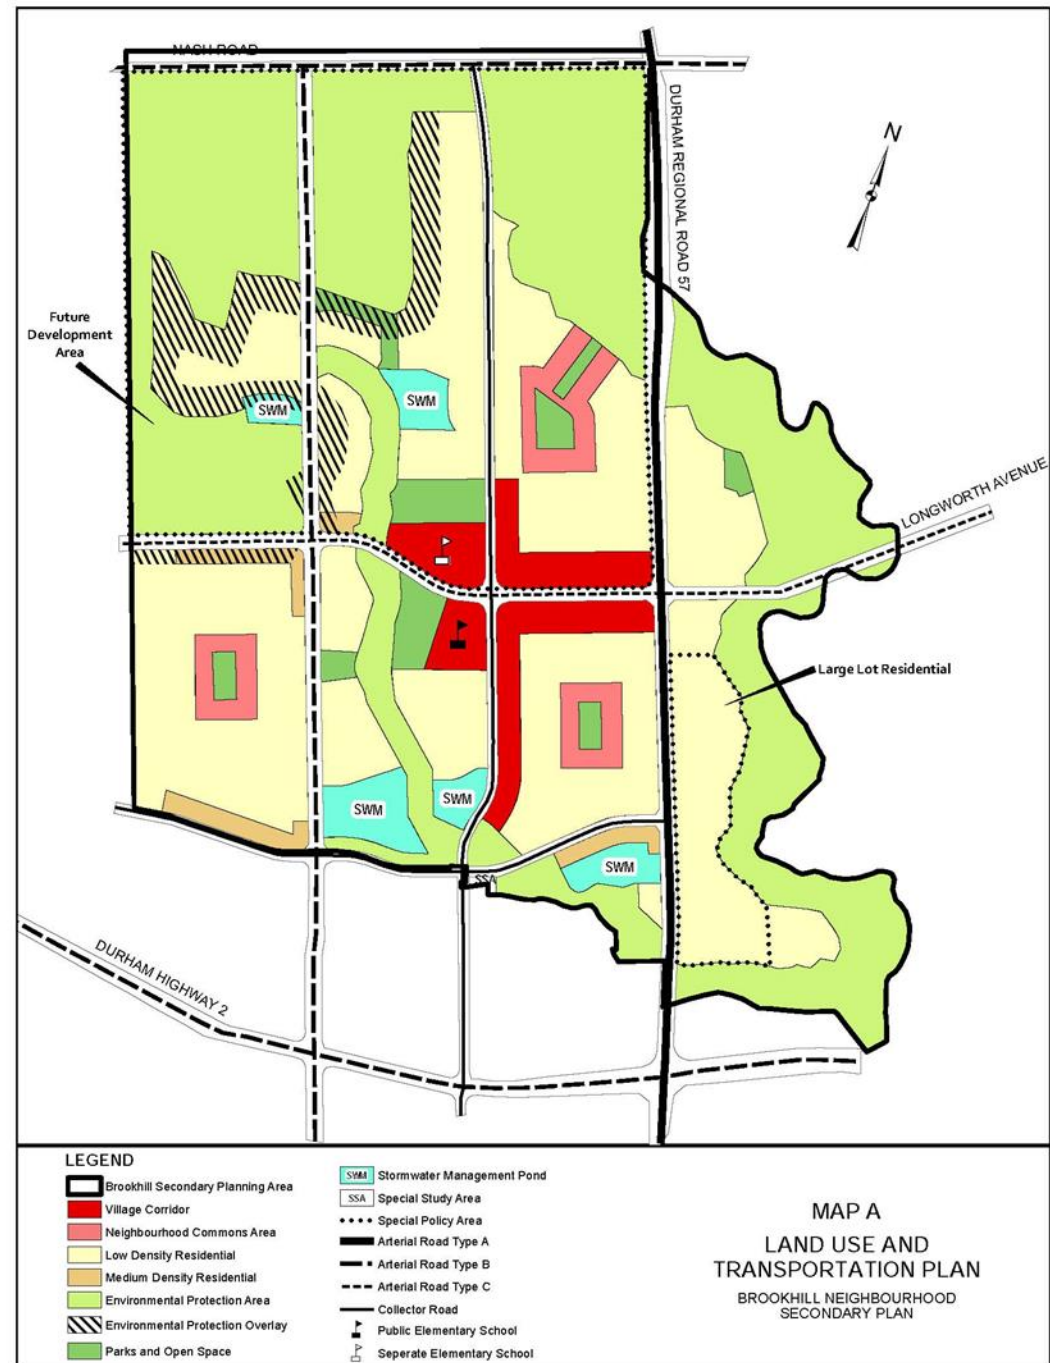 NASH ROAD
DURHAM REGIONAL ROAD 57
N
Future
Development
Area
SWM
SWM
LONGWORTH AVENUE
Large Lot Residential
SWM
SWM
SWM
SSA
DURHAM HIGHWAY 2
LEGEND
Brookhill Secondary Planning Area
Village Corridor
Neighbourhood Commons Area
Low Density Residential
Medium Density Residential
Environmental Protection Area
Environmental Protection Overlay
Parks and Open Space
SWM Stormwater Management Pond
SSA Special Study Area
Special Policy Area
Arterial Road Type A
Arterial Road Type B
Arterial Road Type C
Collector Road
Public Elementary School
Seperate Elementary School
MAP A
LAND USE AND
TRANSPORTATION PLAN
BROOKHILL NEIGHBOURHOOD
SECONDARY PLAN